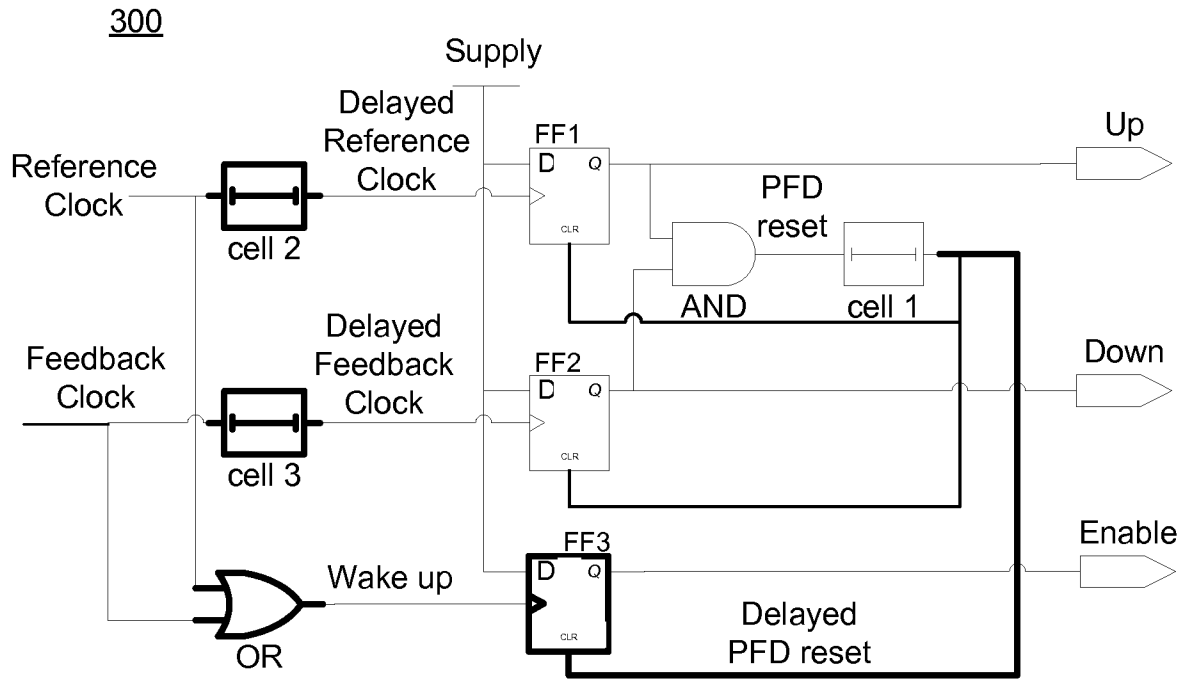 300
Supply
Delayed
Reference
Clock
Reference
Clock
cell 2
FF1
D
Q
CLR
Up
PFD
reset
AND
cell 1
Feedback
Clock
Delayed
Feedback
Clock
cell 3
FF2
D
Q
CLR
Down
Wake up
OR
FF3
D
Q
CLR
Enable
Delayed
PFD reset